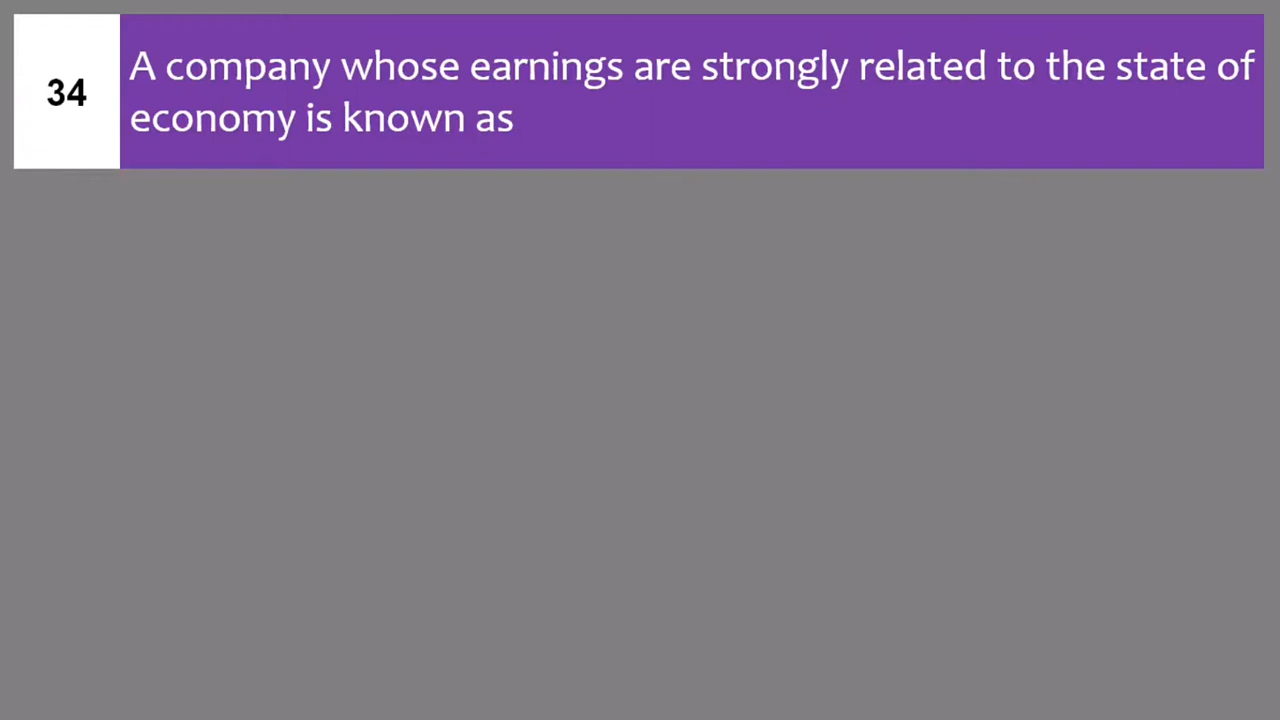 34
A company whose earnings are strongly related to the state of
economy is known as